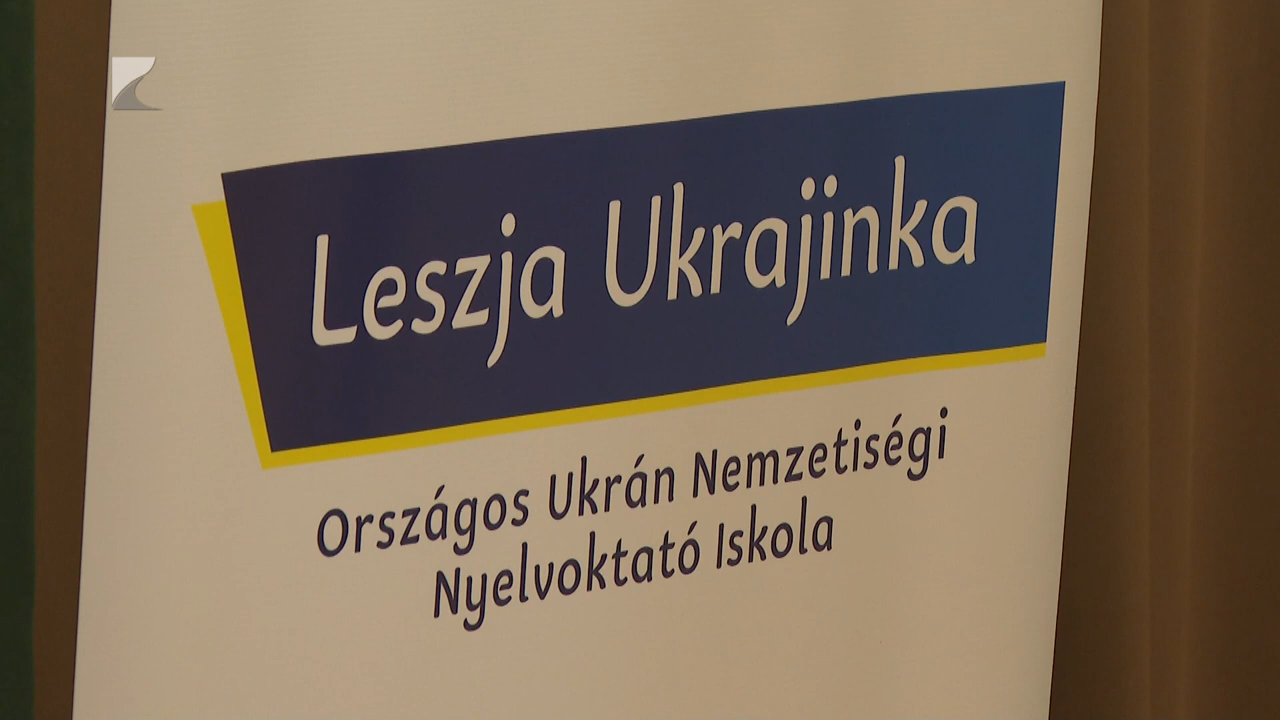 Leszja Ukrajinka
Országos Ukrán Nemzetiségi
Nyelvoktató Iskola